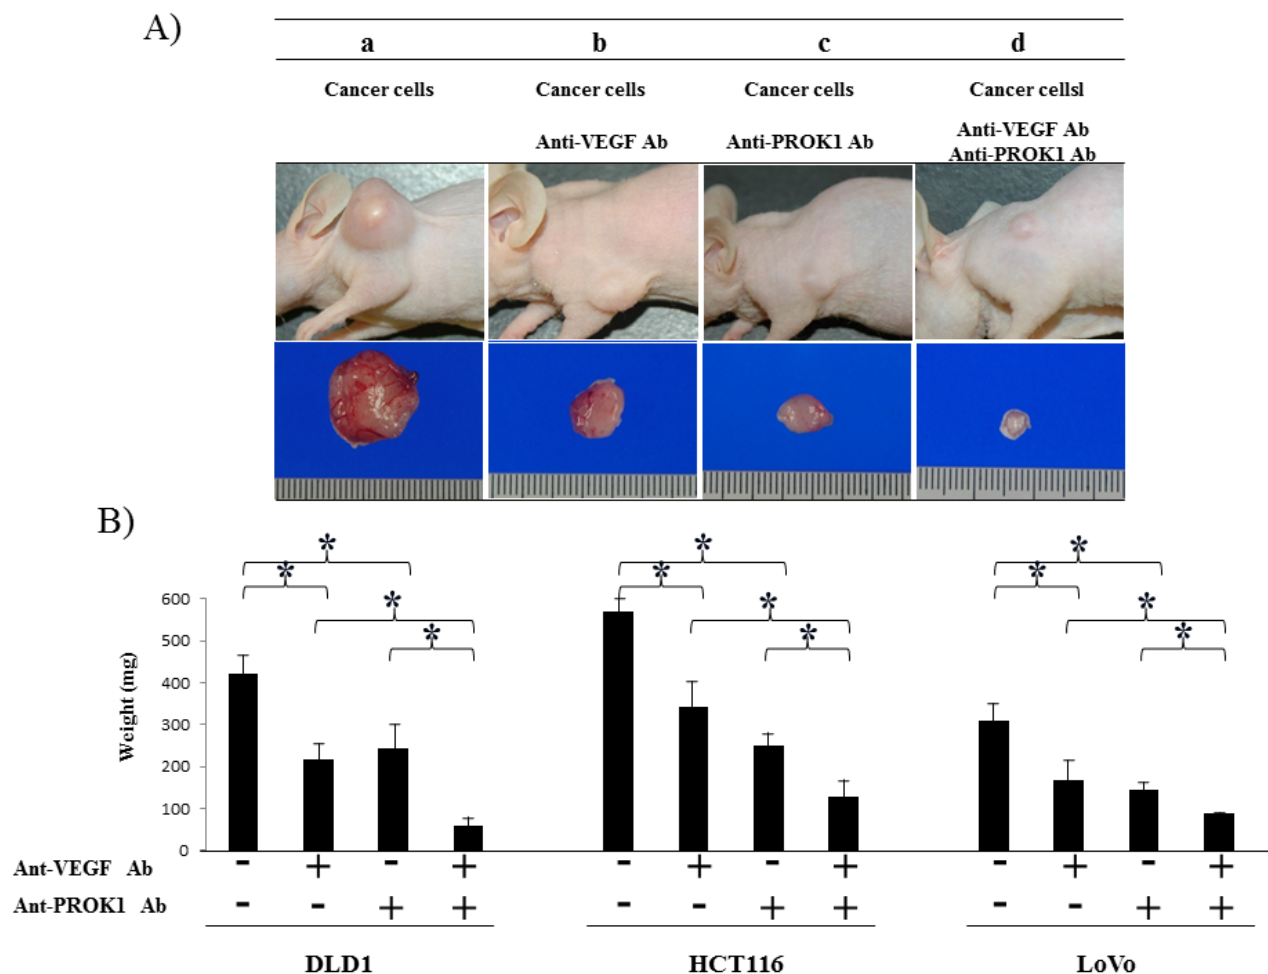 A)
a b c d
Cancer cells Cancer cells Cancer cells Cancer cellsl
Anti-VEGF Ab Anti-PROK1 Ab Anti-VEGF Ab
Anti-PROK1 Ab
B)
* * *
* * *
* * *
* * *
600
500
400
300
200
100
0
Weight (mg)
Ant-VEGF Ab - + - + - + - + - + - +
Ant-PROK1 Ab - - + + - - + + - - + +
DLD1 HCT116 LoVo